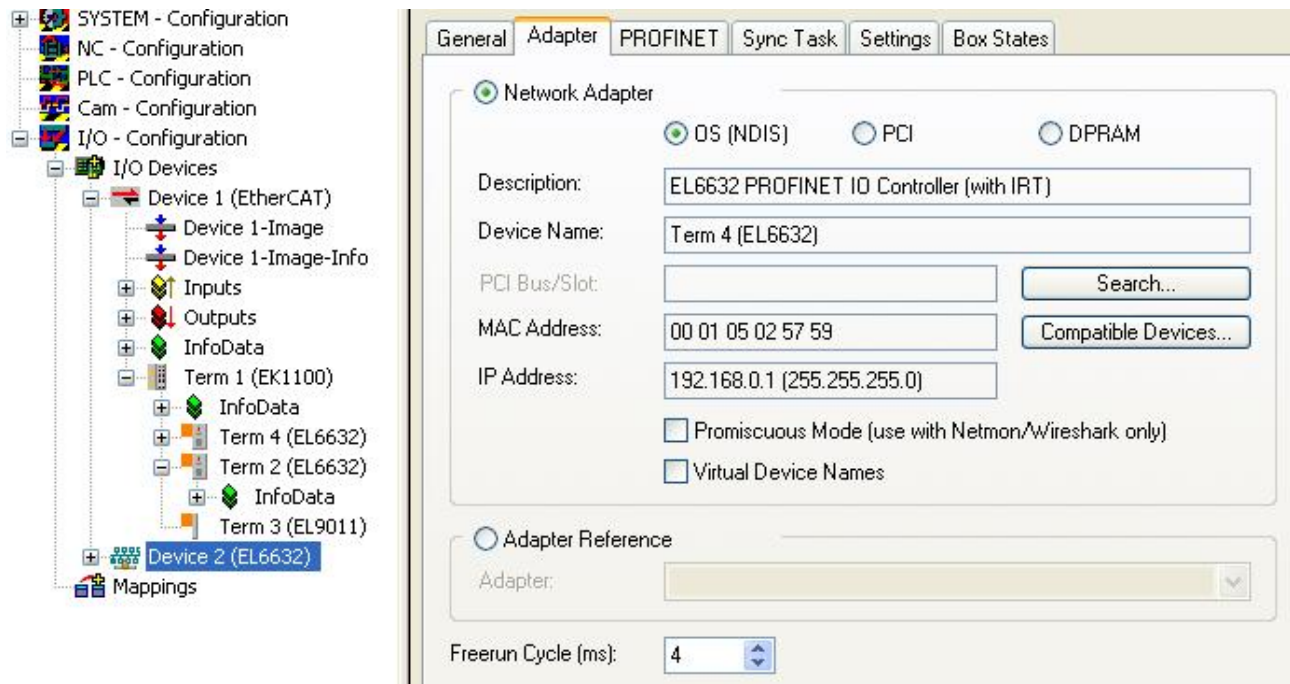 SYSTEM - Configuration
NC - Configuration
PLC - Configuration
Cam - Configuration
I/O - Configuration
I/O Devices
Device 1 (EtherCAT)
Device 1-Image
Device 1-Image-Info
Inputs
Outputs
InfoData
Term 1 (EK1100)
InfoData
Term 4 (EL6632)
Term 2 (EL6632)
InfoData
Term 3 (EL9011)
Device 2 (EL6632)
Mappings
General Adapter PROFINET Sync Task Settings Box States
Network Adapter
OS (NDIS) PCI DPRAM
Description: EL6632 PROFINET IO Controller (with IRT)
Device Name: Term 4 (EL6632)
PCI Bus/Slot: Search...
MAC Address: 00 01 05 02 57 59 Compatible Devices...
IP Address: 192.168.0.1 (255.255.255.0)
Promiscuous Mode (use with Netmon/Wireshark only)
Virtual Device Names
Adapter Reference
Adapter:
Freerun Cycle (ms): 4